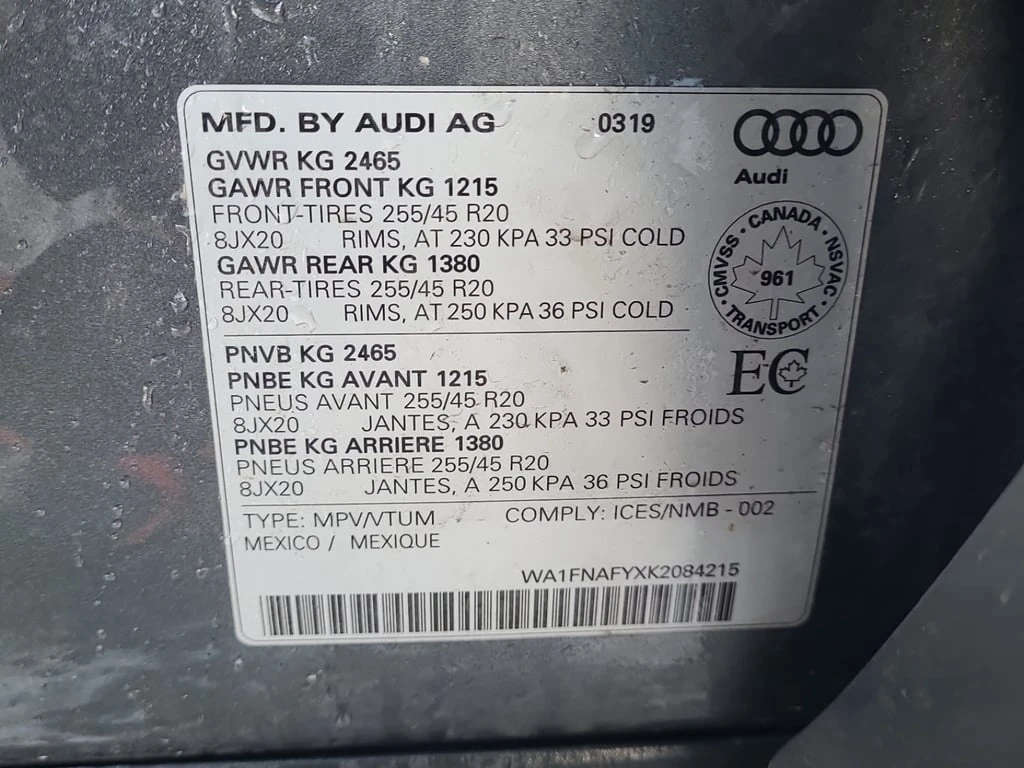 MFD. BY AUDI AG 0319
Audi
GVWR KG 2465
GAWR FRONT KG 1215
FRONT-TIRES 255/45 R20
8JX20 RIMS, AT 230 KPA 33 PSI COLD
GAWR REAR KG 1380
REAR-TIRES 255/45 R20
8JX20 RIMS, AT 250 KPA 36 PSI COLD
CMVSS • CANADA • NSVAC • TRANSPORT •
961
PNVB KG 2465
PNBE KG AVANT 1215
PNEUS AVANT 255/45 R20
8JX20 JANTES, A 230 KPA 33 PSI FROIDS
PNBE KG ARRIERE 1380
PNEUS ARRIERE 255/45 R20
8JX20 JANTES, A 250 KPA 36 PSI FROIDS
EC
TYPE: MPV/VTUM COMPLY: ICES/NMB - 002
MEXICO / MEXIQUE
WA1FNAFYXK2084215